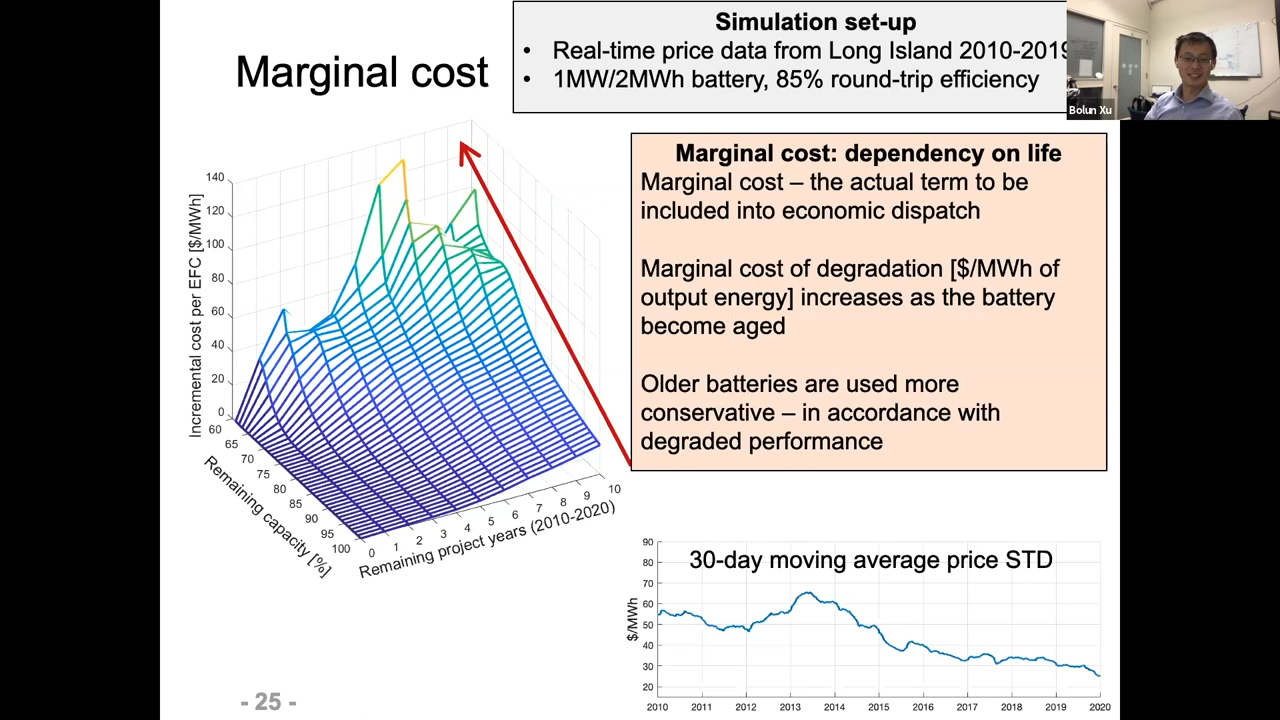 Marginal cost
Simulation set-up
• Real-time price data from Long Island 2010-2019
• 1MW/2MWh battery, 85% round-trip efficiency
Bolun Xu
Marginal cost: dependency on life
Marginal cost – the actual term to be
included into economic dispatch
Marginal cost of degradation [$/MWh of
output energy] increases as the battery
become aged
Older batteries are used more
conservative – in accordance with
degraded performance
Incremental cost per EFC [$/MWh]
140
120
100
80
60
40
20
0
60
65
70
75
80
85
90
95
100
Remaining capacity [%]
0
1
2
3
4
5
6
7
8
9
10
Remaining project years (2010-2020)
30-day moving average price STD
$/MWh
90
80
70
60
50
40
30
20
2010 2011 2012 2013 2014 2015 2016 2017 2018 2019 2020
- 25 -